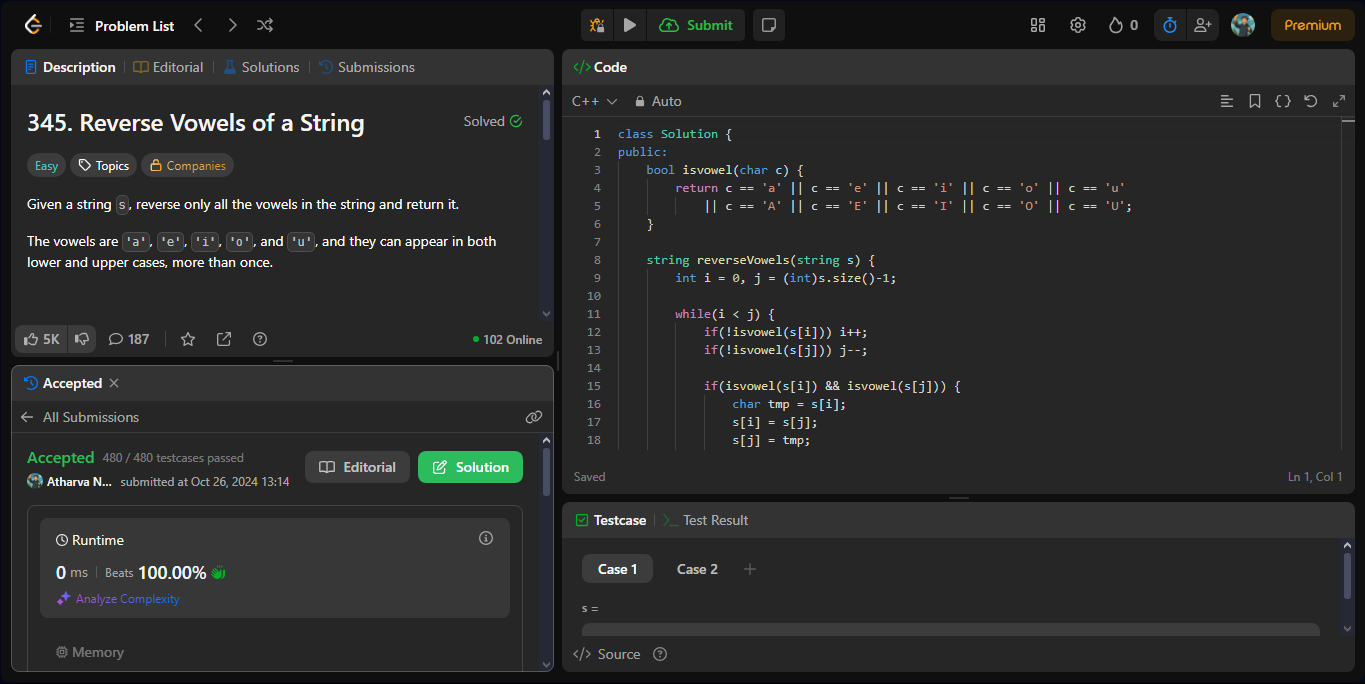 Problem List
Submit
0
Premium
Description
Editorial
Solutions
Submissions
345. Reverse Vowels of a String
Solved
Easy
Topics
Companies
Given a string s, reverse only all the vowels in the string and return it.
The vowels are 'a', 'e', 'i', 'o', and 'u', and they can appear in both
lower and upper cases, more than once.
5K
187
102 Online
Accepted
All Submissions
Accepted 480 / 480 testcases passed
Atharva N... submitted at Oct 26, 2024 13:14
Editorial
Solution
Runtime
0 ms Beats 100.00%
Analyze Complexity
Memory
</> Code
C++
Auto
1 class Solution {
2 public:
3 bool isvowel(char c) {
4 return c == 'a' || c == 'e' || c == 'i' || c == 'o' || c == 'u'
5 || c == 'A' || c == 'E' || c == 'I' || c == 'O' || c == 'U';
6 }
7
8 string reverseVowels(string s) {
9 int i = 0, j = (int)s.size()-1;
10
11 while(i < j) {
12 if(!isvowel(s[i])) i++;
13 if(!isvowel(s[j])) j--;
14
15 if(isvowel(s[i]) && isvowel(s[j])) {
16 char tmp = s[i];
17 s[i] = s[j];
18 s[j] = tmp;
Saved
Ln 1, Col 1
Testcase
Test Result
Case 1
Case 2
s =
</> Source